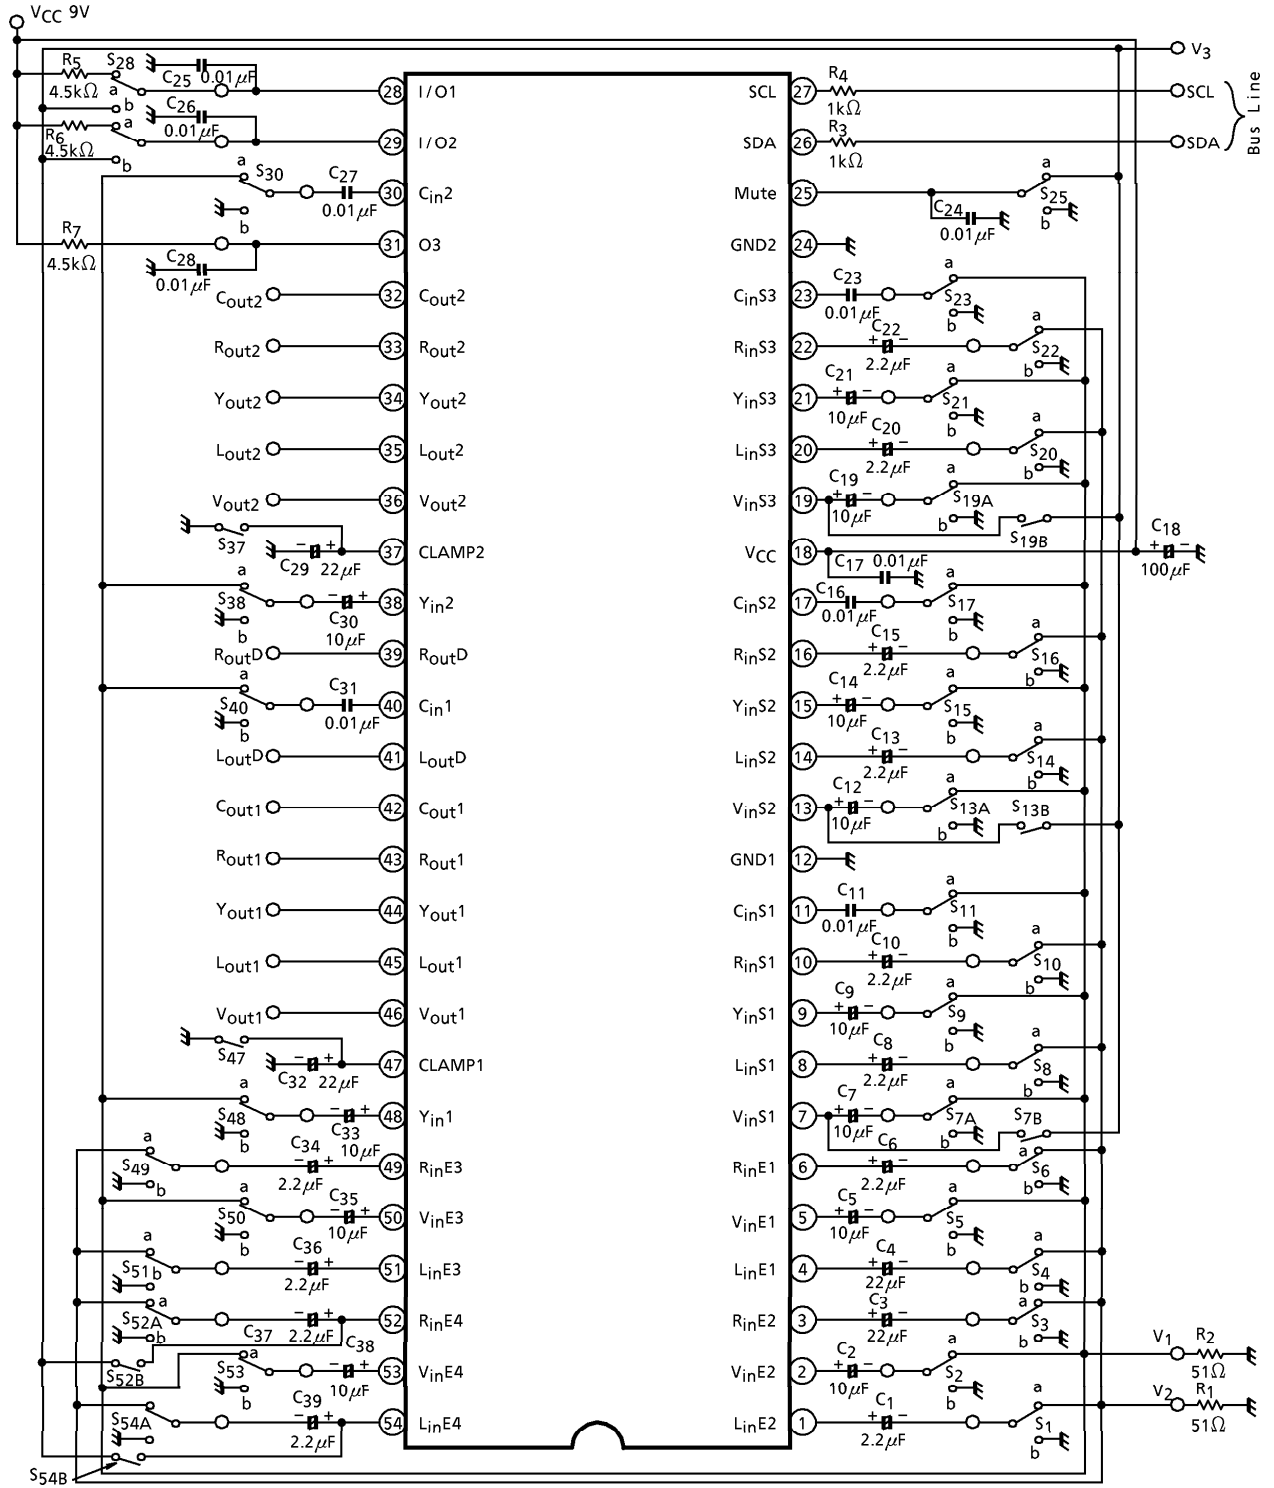 VCC 9V
V3
R5
4.5kΩ
S28
a
b
C25
0.01µF
28
I/O1
SCL
27
R4
1kΩ
SCL
Bus Line
R6
4.5kΩ
a
b
C26
0.01µF
29
I/O2
SDA
26
R3
1kΩ
SDA
a
S30
b
C27
0.01µF
30
Cin2
Mute
25
C24
0.01µF
a
S25
b
R7
4.5kΩ
C28
0.01µF
31
O3
GND2
24
Cout2
32
Cout2
CinS3
23
C23
0.01µF
a
S23
b
Rout2
33
Rout2
RinS3
22
C22
+ −
2.2µF
a
S22
b
Yout2
34
Yout2
YinS3
21
C21
+ −
10µF
a
S21
b
Lout2
35
Lout2
LinS3
20
C20
+ −
2.2µF
a
S20
b
Vout2
36
Vout2
VinS3
19
C19
+ −
10µF
a
S19A
b
S19B
S37
C29
− +
22µF
37
CLAMP2
VCC
18
C17
0.01µF
C18
+ −
100µF
a
S38
b
− +
C30
10µF
38
Yin2
CinS2
17
C16
0.01µF
a
S17
b
RoutD
39
RoutD
RinS2
16
C15
+ −
2.2µF
a
S16
b
a
S40
b
C31
0.01µF
40
Cin1
YinS2
15
C14
+ −
10µF
a
S15
b
LoutD
41
LoutD
LinS2
14
C13
+ −
2.2µF
a
S14
b
Cout1
42
Cout1
VinS2
13
C12
+ −
10µF
a
S13A
b
S13B
Rout1
43
Rout1
GND1
12
Yout1
44
Yout1
CinS1
11
C11
0.01µF
a
S11
b
Lout1
45
Lout1
RinS1
10
C10
+ −
2.2µF
a
S10
b
Vout1
46
Vout1
YinS1
9
C9
+ −
10µF
a
S9
b
S47
C32
− +
22µF
47
CLAMP1
LinS1
8
C8
+ −
2.2µF
a
S8
b
a
S48
b
− +
C33
10µF
48
Yin1
VinS1
7
C7
+ −
10µF
a
S7A
b
S7B
a
S49
b
C34
− +
2.2µF
49
RinE3
RinE1
6
C6
+ −
2.2µF
a
S6
b
a
S50
b
C35
− +
10µF
50
VinE3
VinE1
5
C5
+ −
10µF
a
S5
b
a
S51
b
C36
− +
2.2µF
51
LinE3
LinE1
4
C4
+ −
22µF
a
S4
b
a
S52A
b
− +
2.2µF
C37
52
RinE4
RinE2
3
C3
+ −
22µF
a
S3
b
S52B
a
S53
b
C38
− +
10µF
53
VinE4
VinE2
2
C2
+ −
10µF
a
S2
b
V1
R2
51Ω
S54A
C39
− +
2.2µF
54
LinE4
LinE2
1
C1
+ −
2.2µF
a
S1
b
V2
R1
51Ω
S54B